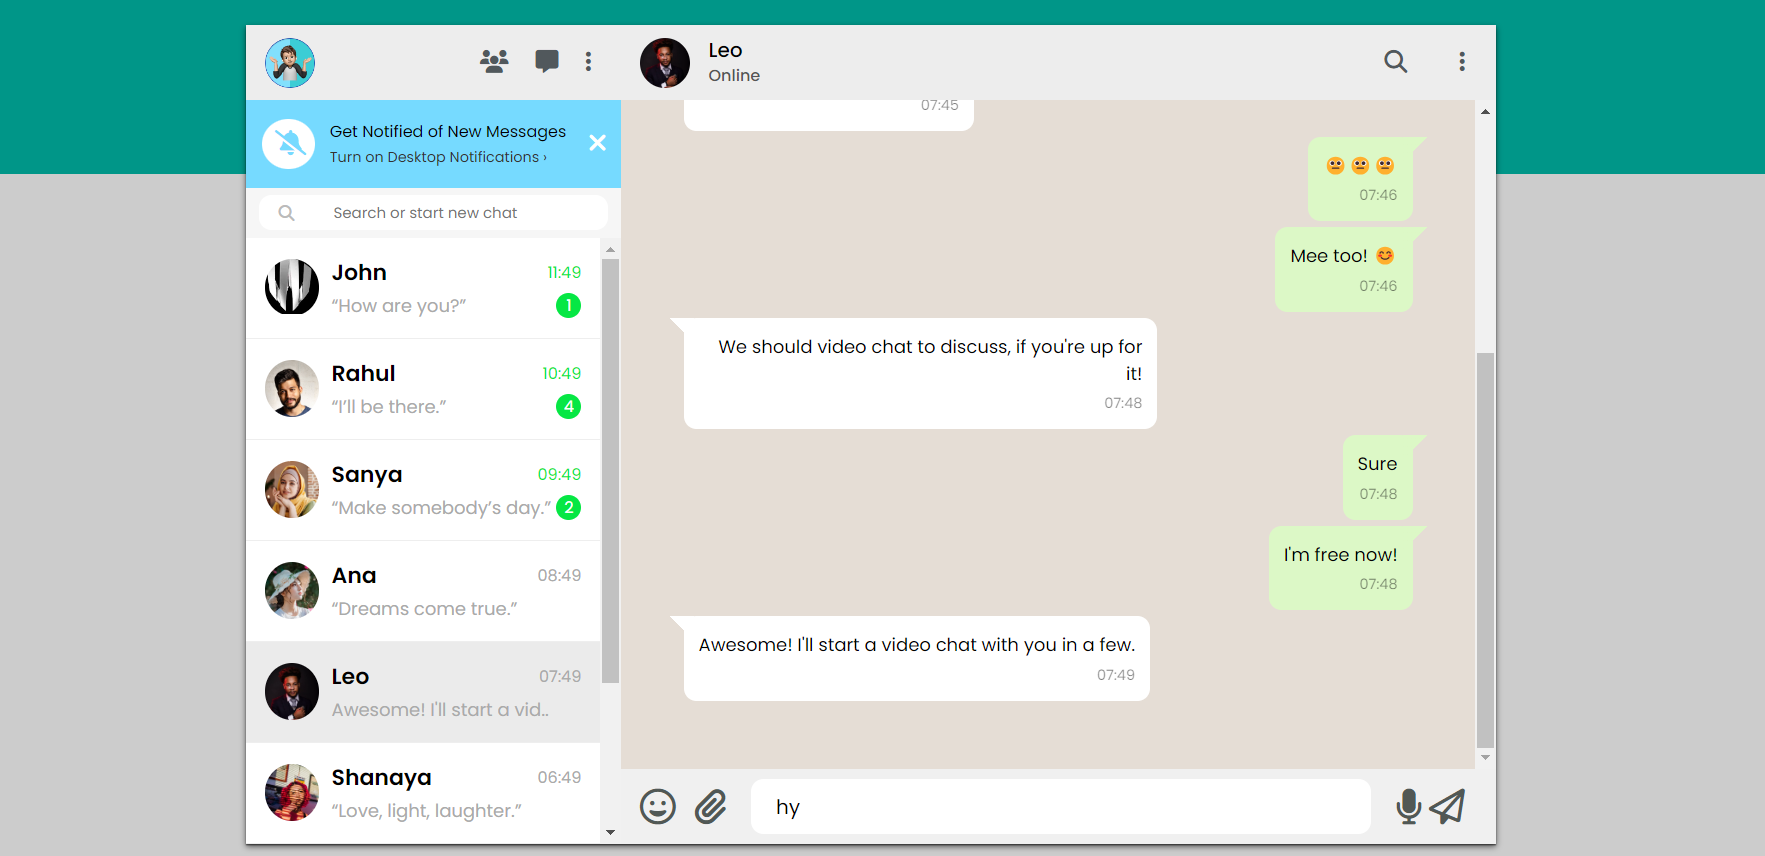 Leo
Online
Get Notified of New Messages
Turn on Desktop Notifications ›
Search or start new chat
John
11:49
“How are you?”
1
Rahul
10:49
“I’ll be there.”
4
Sanya
09:49
“Make somebody’s day.”
2
Ana
08:49
“Dreams come true.”
Leo
07:49
Awesome! I'll start a vid..
Shanaya
06:49
“Love, light, laughter.”
07:45
😐 😐 😐
07:46
Mee too! 😊
07:46
We should video chat to discuss, if you're up for
it!
07:48
Sure
07:48
I'm free now!
07:48
Awesome! I'll start a video chat with you in a few.
07:49
hy